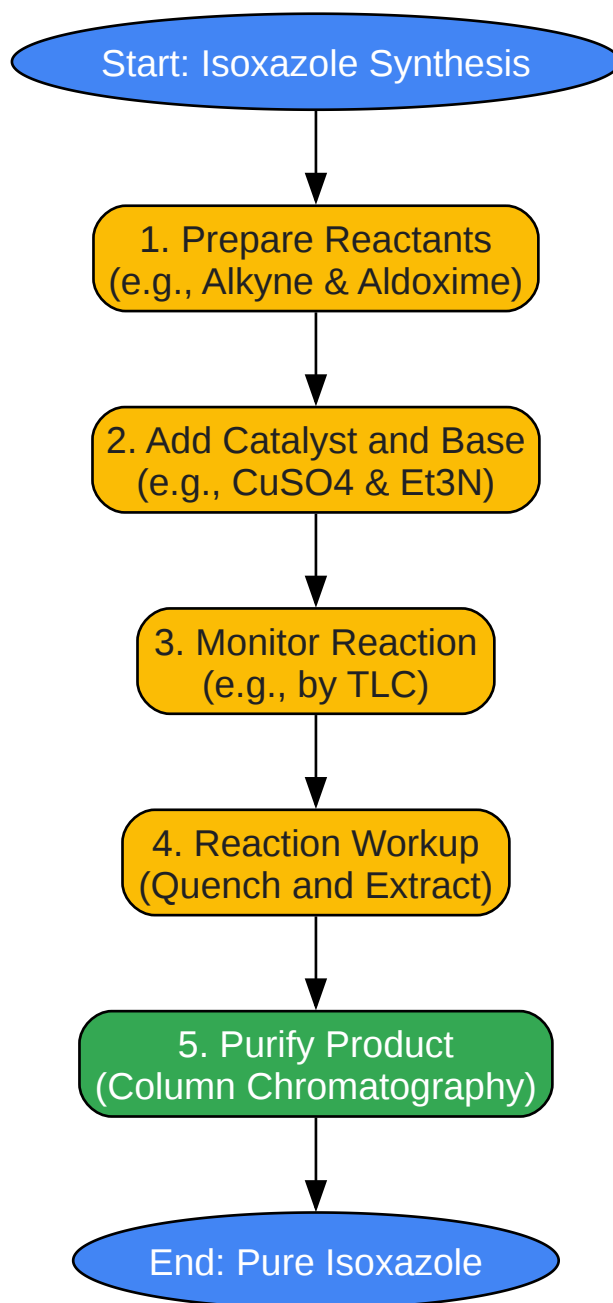 Start: Isoxazole Synthesis
1. Prepare Reactants
(e.g., Alkyne & Aldoxime)
2. Add Catalyst and Base
(e.g., CuSO4 & Et3N)
3. Monitor Reaction
(e.g., by TLC)
4. Reaction Workup
(Quench and Extract)
5. Purify Product
(Column Chromatography)
End: Pure Isoxazole